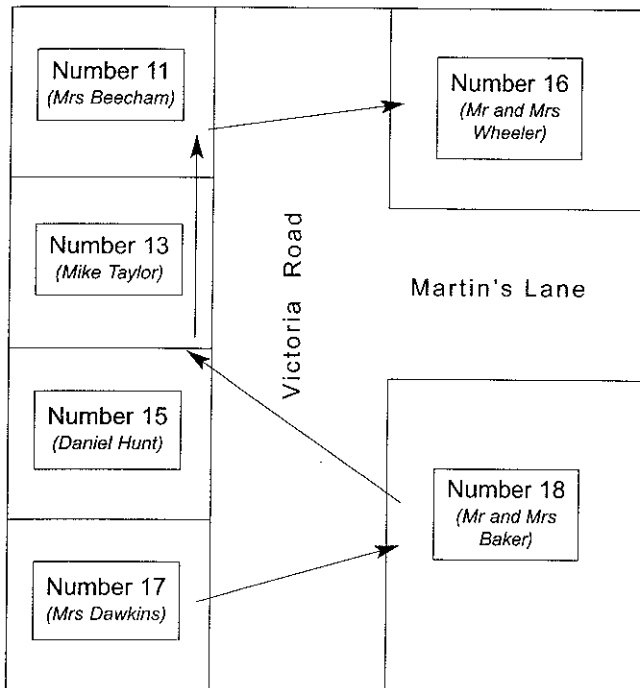 Number 11
(Mrs Beecham)
Number 16
(Mr and Mrs
Wheeler)
Number 13
(Mike Taylor)
Victoria Road
Martin's Lane
Number 15
(Daniel Hunt)
Number 18
(Mr and Mrs
Baker)
Number 17
(Mrs Dawkins)